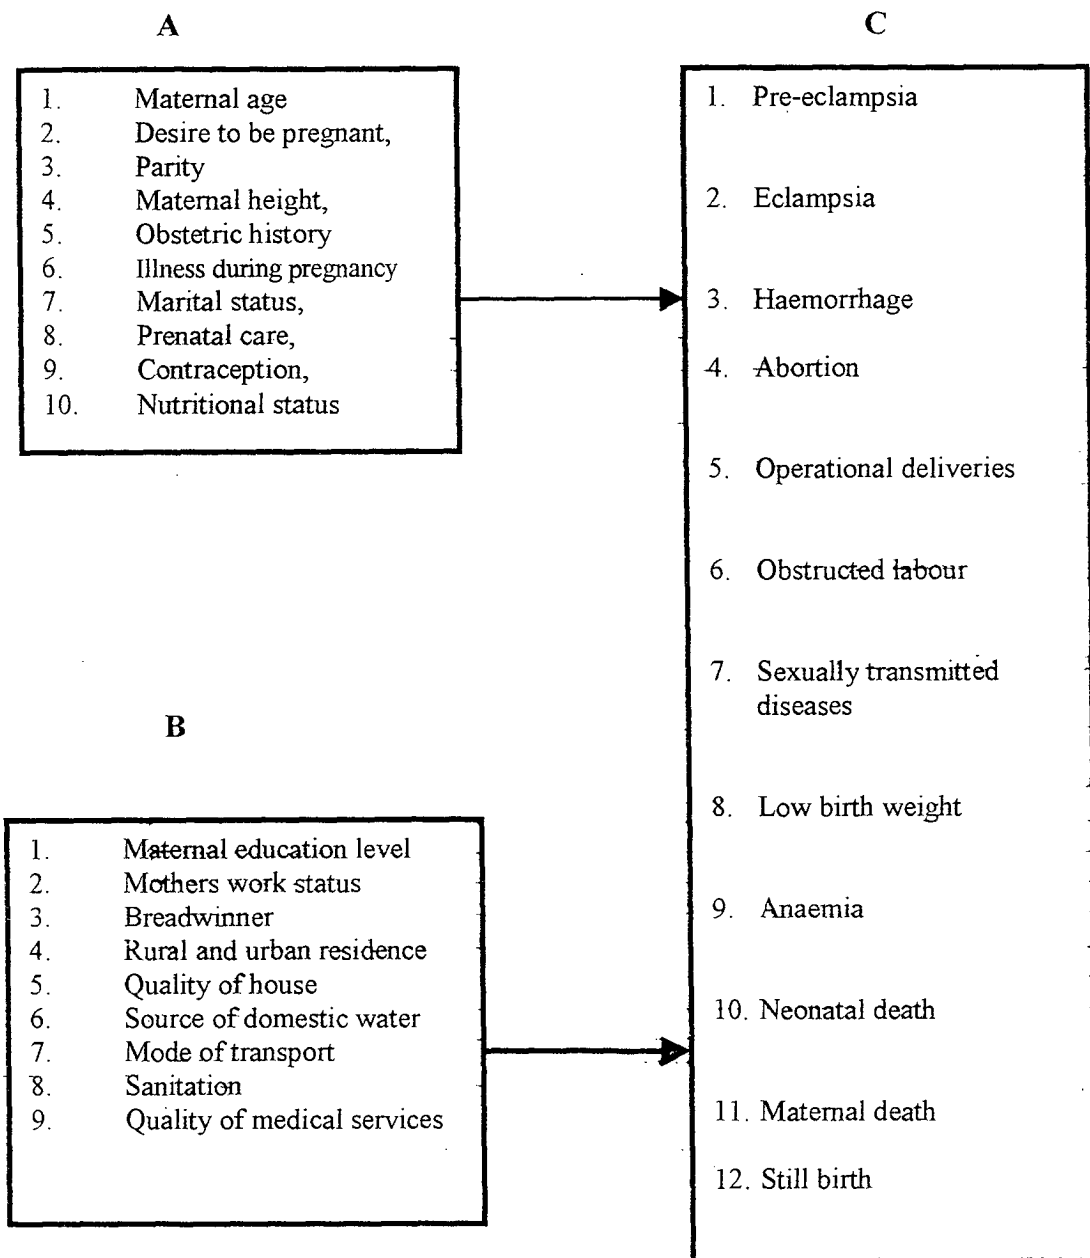 A
1. Maternal age
2. Desire to be pregnant,
3. Parity
4. Maternal height,
5. Obstetric history
6. Illness during pregnancy
7. Marital status,
8. Prenatal care,
9. Contraception,
10. Nutritional status
B
1. Maternal education level
2. Mothers work status
3. Breadwinner
4. Rural and urban residence
5. Quality of house
6. Source of domestic water
7. Mode of transport
8. Sanitation
9. Quality of medical services
C
1. Pre-eclampsia
2. Eclampsia
3. Haemorrhage
4. Abortion
5. Operational deliveries
6. Obstructed labour
7. Sexually transmitted
diseases
8. Low birth weight
9. Anaemia
10. Neonatal death
11. Maternal death
12. Still birth